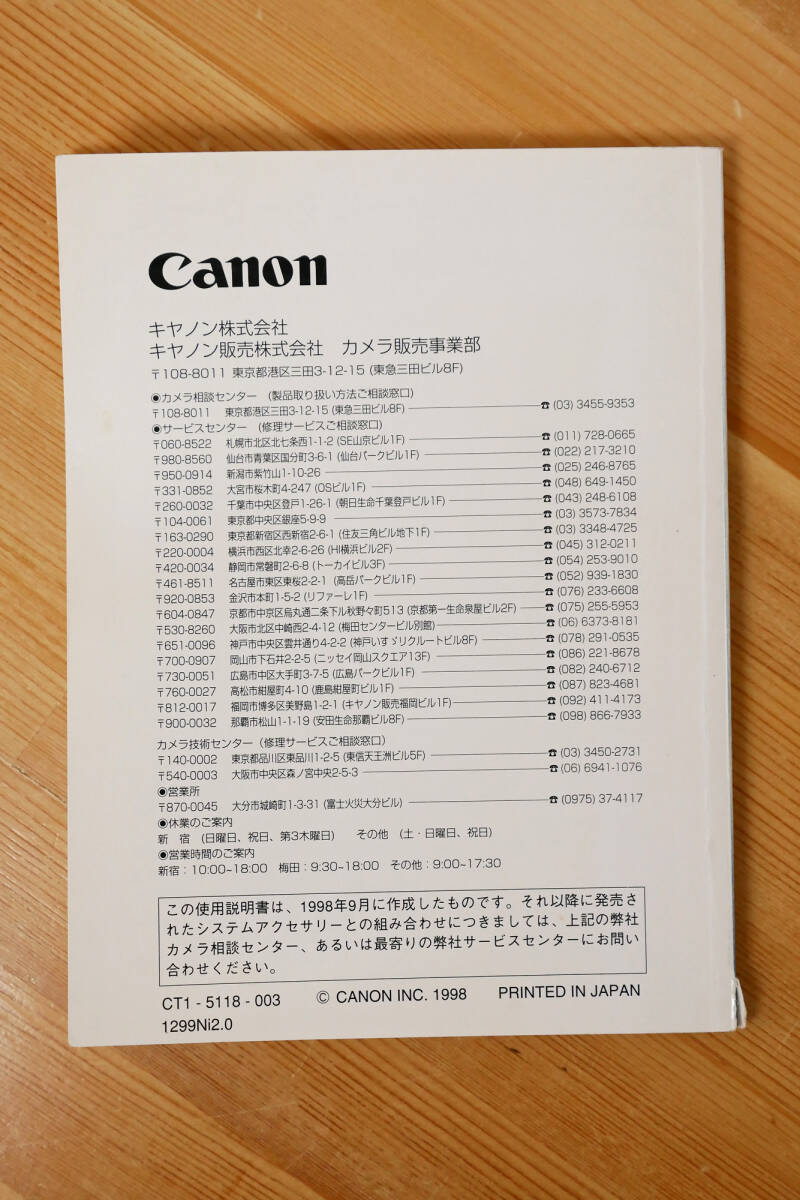 Canon
キヤノン株式会社
キヤノン販売株式会社　カメラ販売事業部
〒108-8011 東京都港区三田3-12-15 (東急三田ビル8F)
◉カメラ相談センター　(製品取り扱い方法ご相談窓口)
〒108-8011　東京都港区三田3-12-15 (東急三田ビル8F) ☎ (03) 3455-9353
◉サービスセンター　(修理サービスご相談窓口)
〒060-8522　札幌市北区北七条西1-1-2 (SE山京ビル1F) ☎ (011) 728-0665
〒980-8560　仙台市青葉区国分町3-6-1 (仙台パークビル1F) ☎ (022) 217-3210
〒950-0914　新潟市紫竹山1-10-26 ☎ (025) 246-8765
〒331-0852　大宮市桜木町4-247 (OSビル1F) ☎ (048) 649-1450
〒260-0032　千葉市中央区登戸1-26-1 (朝日生命千葉登戸ビル1F) ☎ (043) 248-6108
〒104-0061　東京都中央区銀座5-9-9 ☎ (03) 3573-7834
〒163-0290　東京都新宿区西新宿2-6-1 (住友三角ビル地下1F) ☎ (03) 3348-4725
〒220-0004　横浜市西区北幸2-6-26 (HI横浜ビル2F) ☎ (045) 312-0211
〒420-0034　静岡市常磐町2-6-8 (トーカイビル3F) ☎ (054) 253-9010
〒461-8511　名古屋市東区東桜2-2-1 (高岳パークビル1F) ☎ (052) 939-1830
〒920-0853　金沢市本町1-5-2 (リファーレ1F) ☎ (076) 233-6608
〒604-0847　京都市中京区烏丸通二条下ル秋野々町513 (京都第一生命泉屋ビル2F) ☎ (075) 255-5953
〒530-8260　大阪市北区中崎西2-4-12 (梅田センタービル別館) ☎ (06) 6373-8181
〒651-0096　神戸市中央区雲井通り4-2-2 (神戸いすゞリクルートビル8F) ☎ (078) 291-0535
〒700-0907　岡山市下石井2-2-5 (ニッセイ岡山スクエア13F) ☎ (086) 221-8678
〒730-0051　広島市中区大手町3-7-5 (広島パークビル1F) ☎ (082) 240-6712
〒760-0027　高松市紺屋町4-10 (鹿島紺屋町ビル1F) ☎ (087) 823-4681
〒812-0017　福岡市博多区美野島1-2-1 (キヤノン販売福岡ビル1F) ☎ (092) 411-4173
〒900-0032　那覇市松山1-1-19 (安田生命那覇ビル8F) ☎ (098) 866-7933
カメラ技術センター (修理サービスご相談窓口)
〒140-0002　東京都品川区東品川1-2-5 (東信天王洲ビル5F) ☎ (03) 3450-2731
〒540-0003　大阪市中央区森ノ宮中央2-5-3 ☎ (06) 6941-1076
◉営業所
〒870-0045　大分市城崎町1-3-31 (富士火災大分ビル) ☎ (0975) 37-4117
◉休業のご案内
新　宿　(日曜日、祝日、第3木曜日)　　その他　(土・日曜日、祝日)
◉営業時間のご案内
新宿：10:00~18:00　梅田：9:30~18:00　その他：9:00~17:30
この使用説明書は、1998年9月に作成したものです。それ以降に発売さ
れたシステムアクセサリーとの組み合わせにつきましては、上記の弊社
カメラ相談センター、あるいは最寄りの弊社サービスセンターにお問い
合わせください。
CT1 - 5118 - 003　© CANON INC. 1998　PRINTED IN JAPAN
1299Ni2.0